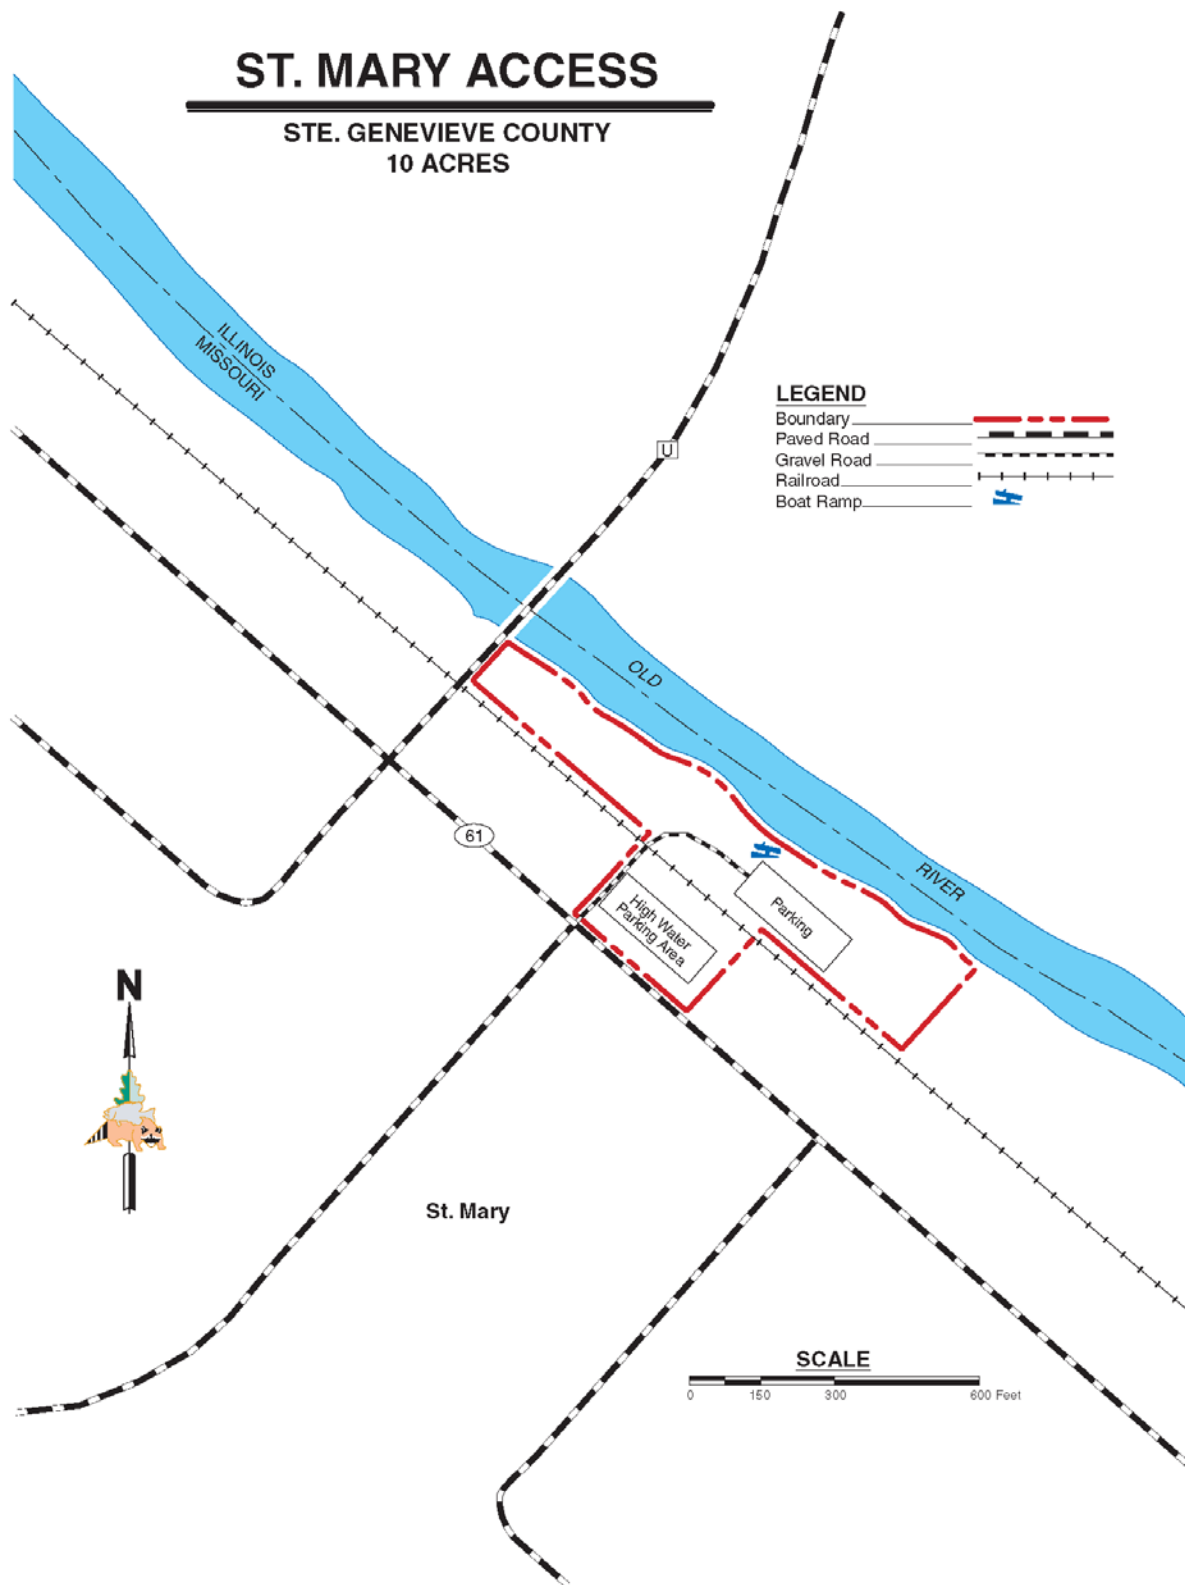 ST. MARY ACCESS
STE. GENEVIEVE COUNTY
10 ACRES
ILLINOIS
MISSOURI
LEGEND
Boundary
Paved Road
Gravel Road
Railroad
Boat Ramp
U
OLD
61
RIVER
Parking
High Water
Parking Area
N
St. Mary
SCALE
0 150 300 600 Feet